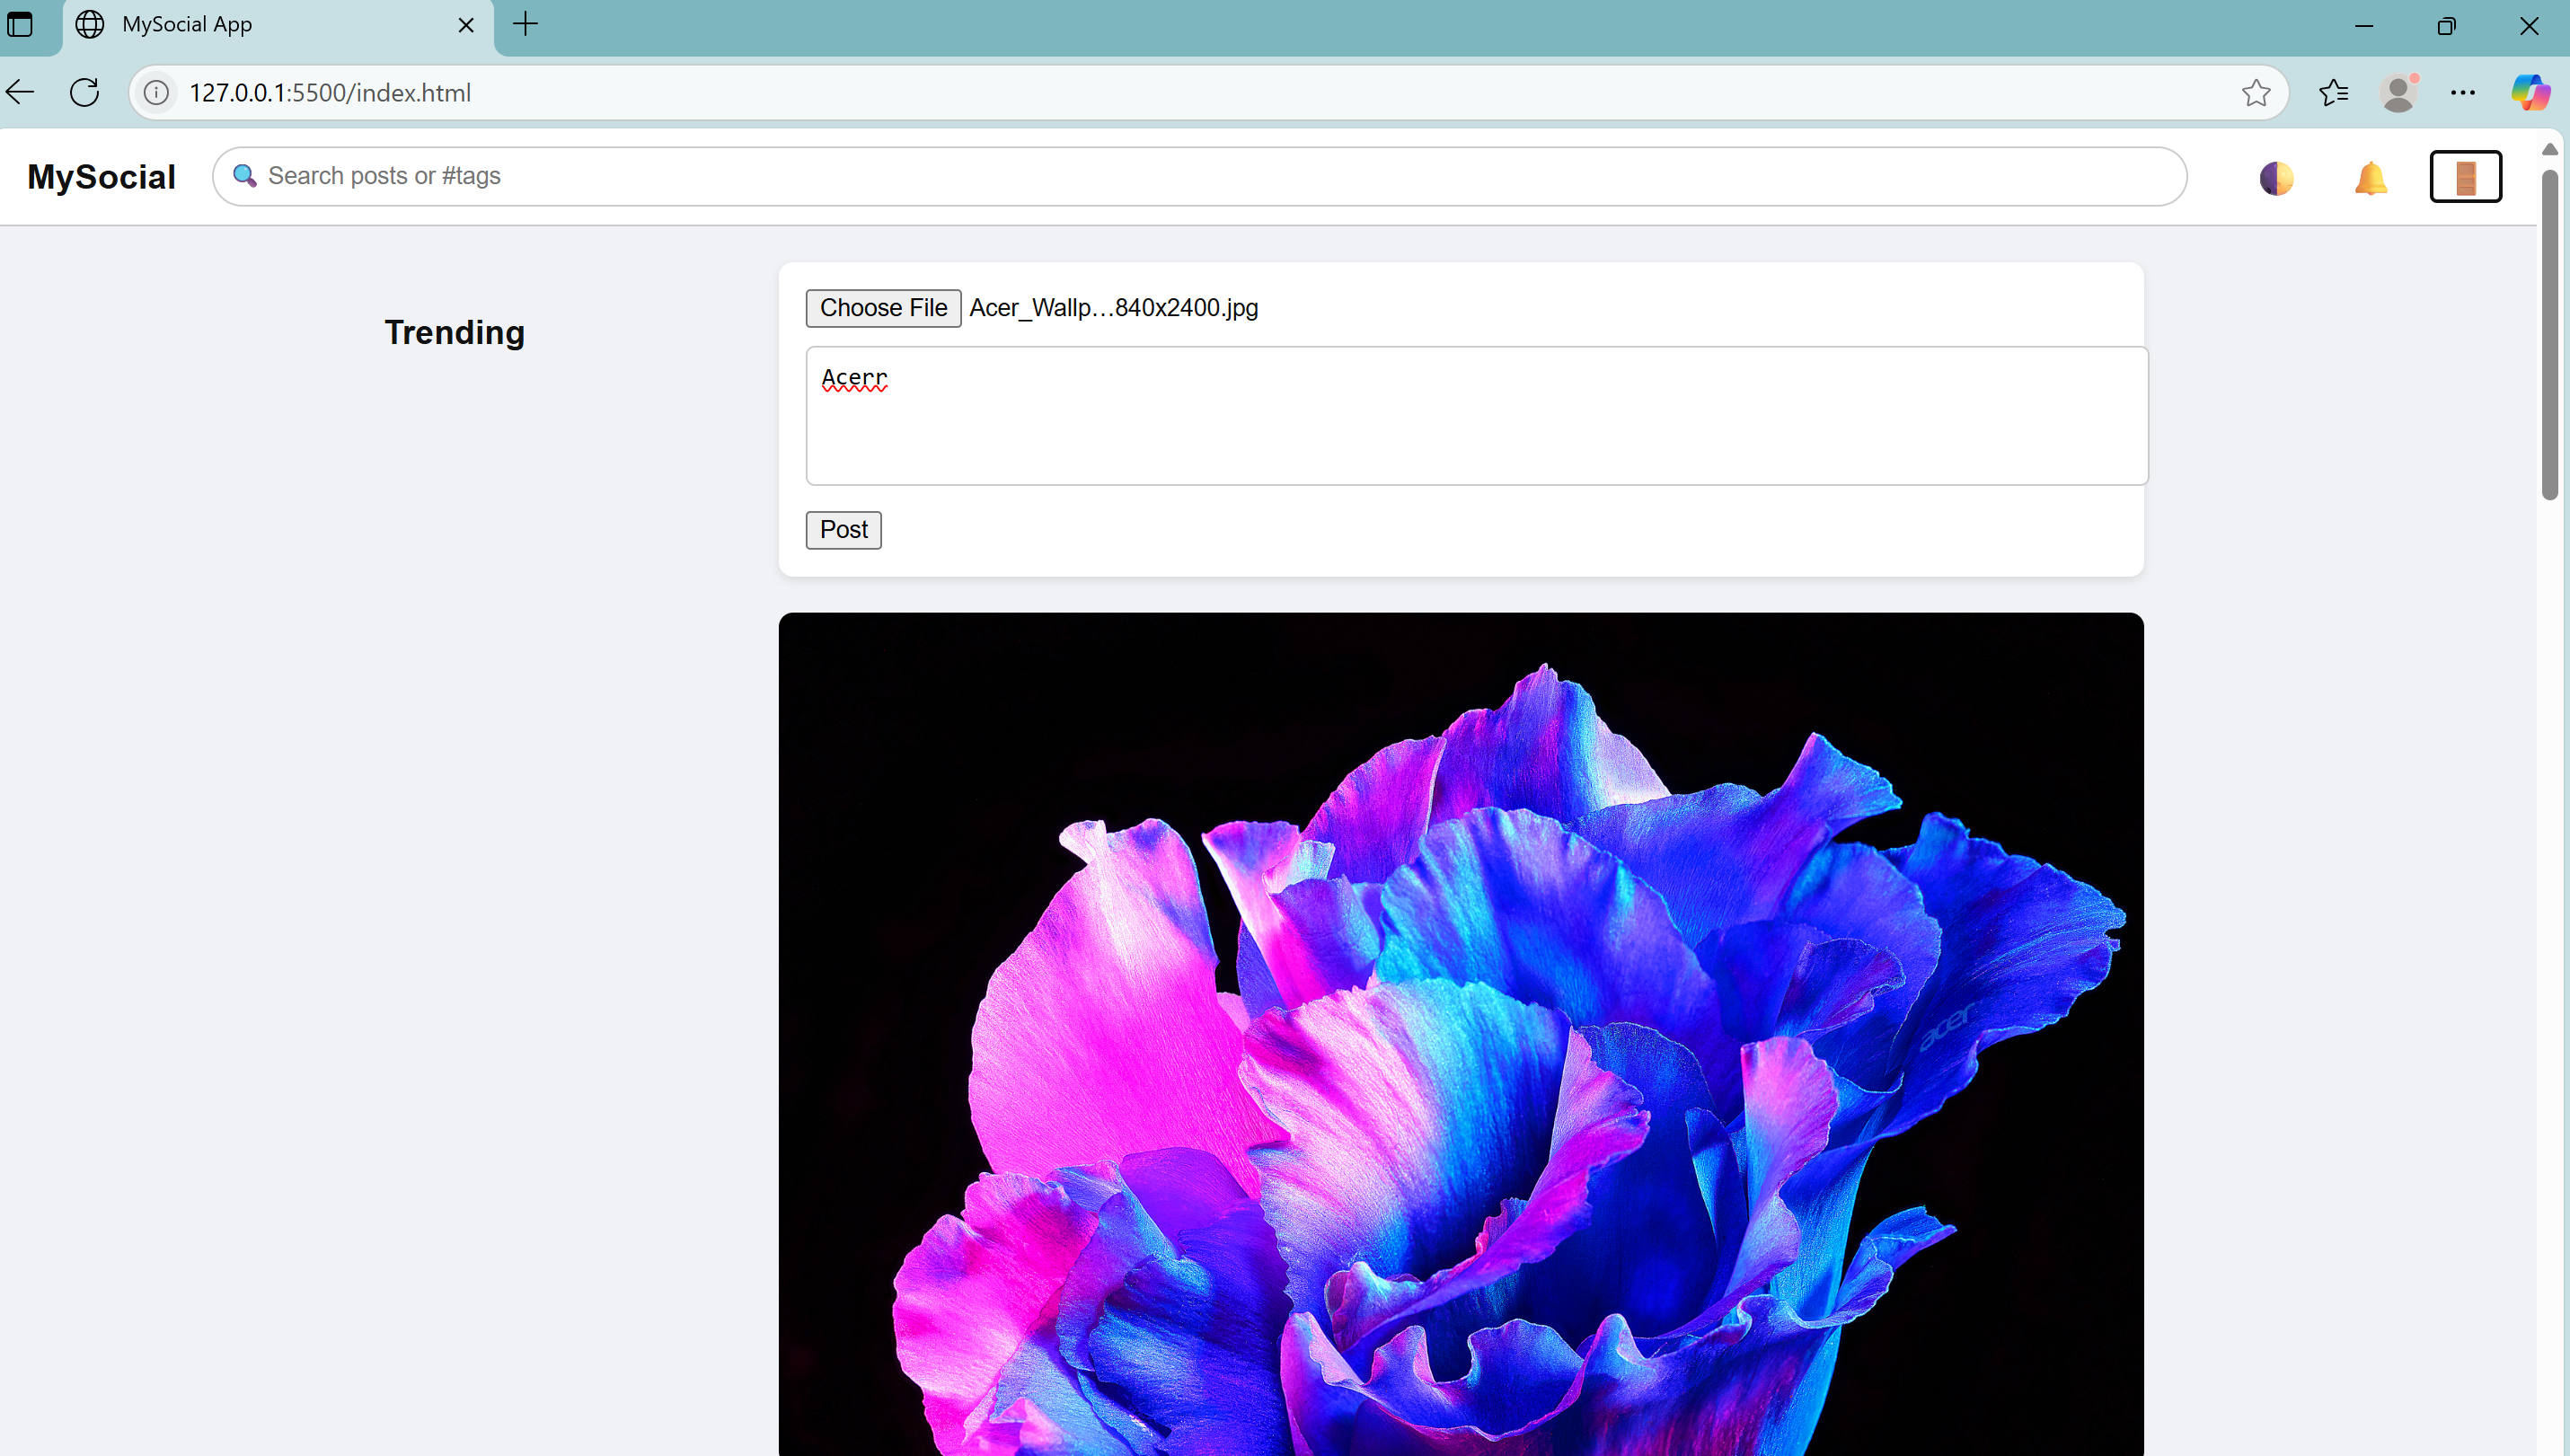 MySocial App
127.0.0.1:5500/index.html
MySocial
Search posts or #tags
Trending
Choose File Acer_Wallp...840x2400.jpg
Acerr
Post
acer